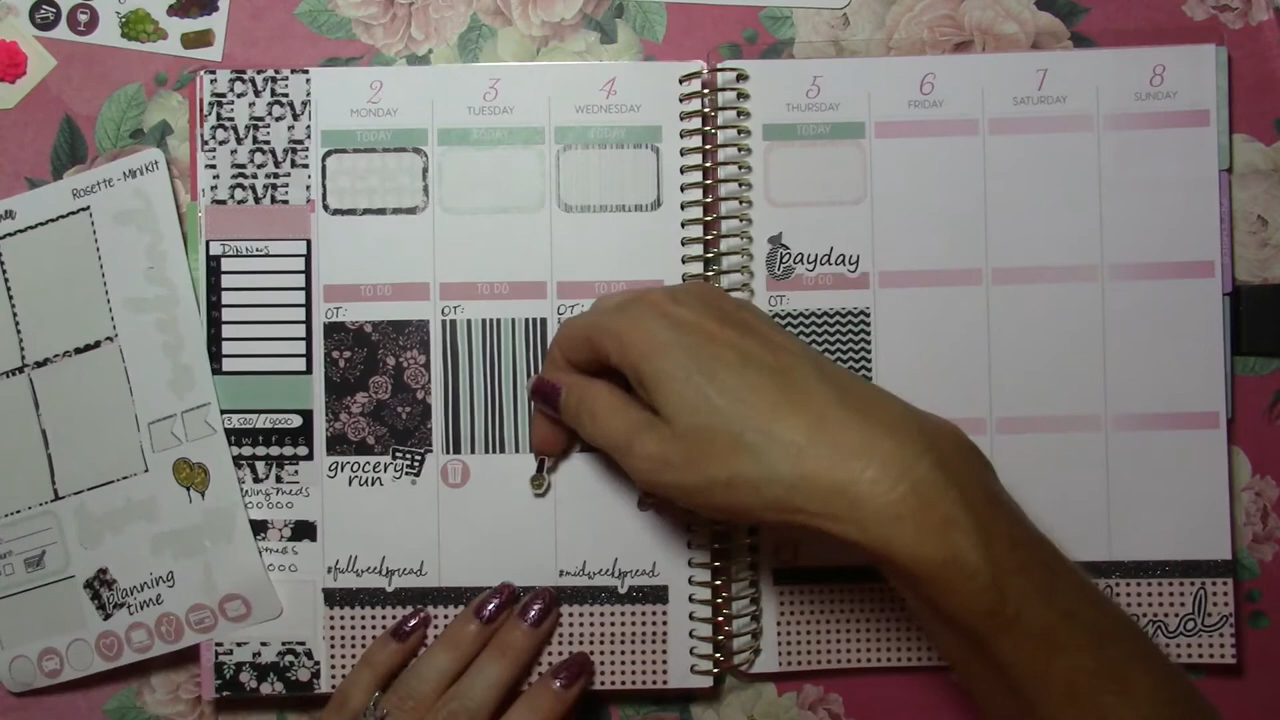 LOVE
VE LOV
LOVE
LOVE
LOVE
2
MONDAY
3
TUESDAY
4
WEDNESDAY
5
THURSDAY
6
FRIDAY
7
SATURDAY
8
SUNDAY
TODAY
TODAY
TODAY
TODAY
Rosette - Mini Kit
Dinners
payday
TO DO
TO DO
TO DO
TO DO
OT:
OT:
OT:
OT:
t w t f s s
grocery
run
planning
time
#fullweekspread
#midweekspread